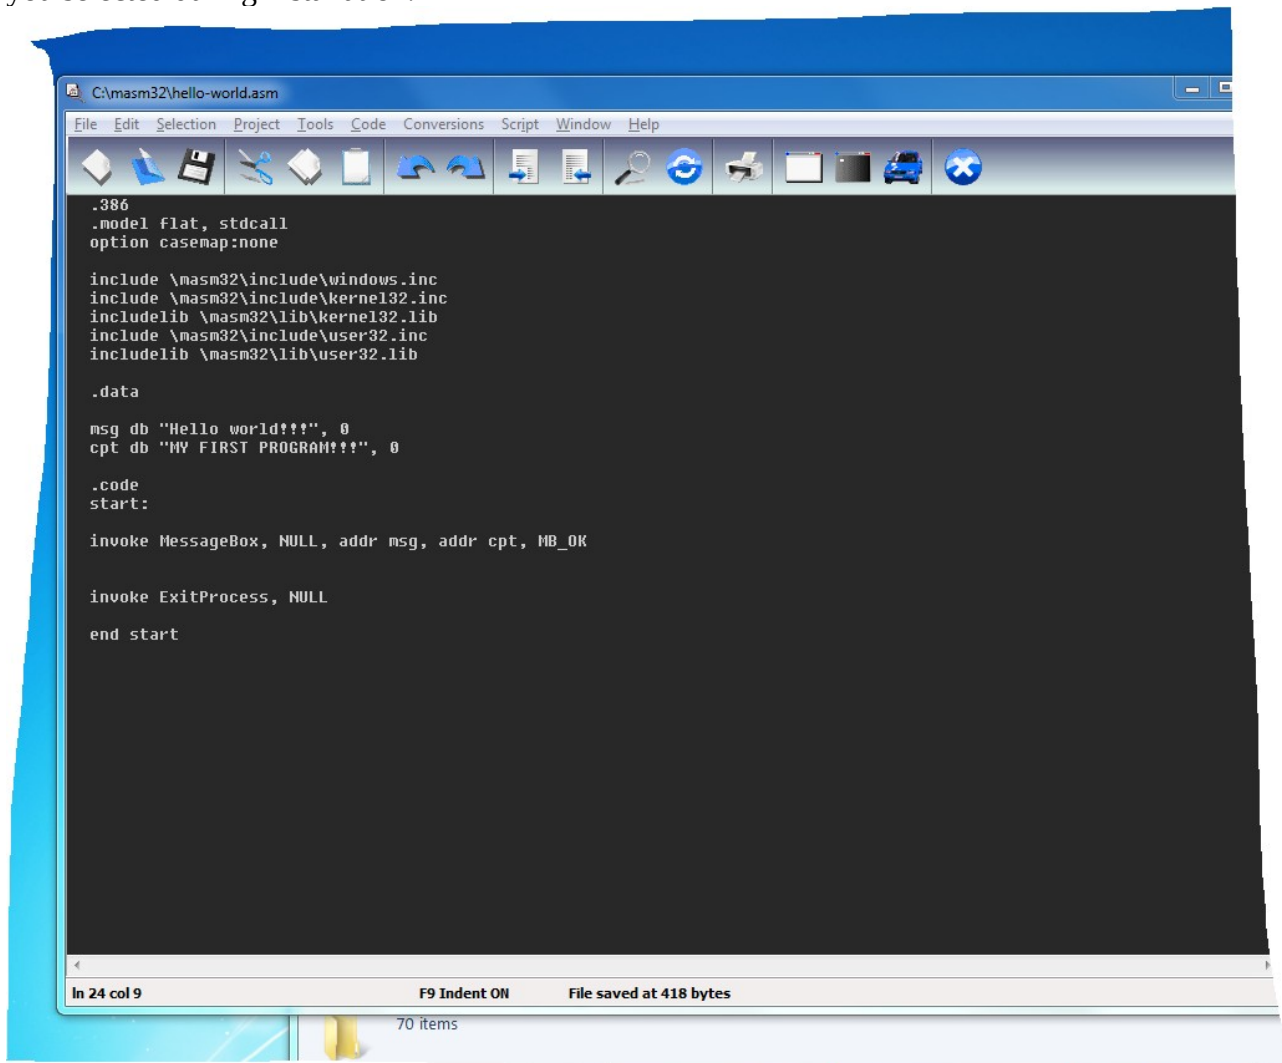 C:\masm32\hello-world.asm
File Edit Selection Project Tools Code Conversions Script Window Help
.386
.model flat, stdcall
option casemap:none
include \masm32\include\windows.inc
include \masm32\include\kernel32.inc
includelib \masm32\lib\kernel32.lib
include \masm32\include\user32.inc
includelib \masm32\lib\user32.lib
.data
msg db "Hello world!!!", 0
cpt db "MY FIRST PROGRAM!!!", 0
.code
start:
invoke MessageBox, NULL, addr msg, addr cpt, MB_OK
invoke ExitProcess, NULL
end start
ln 24 col 9 F9 Indent ON File saved at 418 bytes
70 items